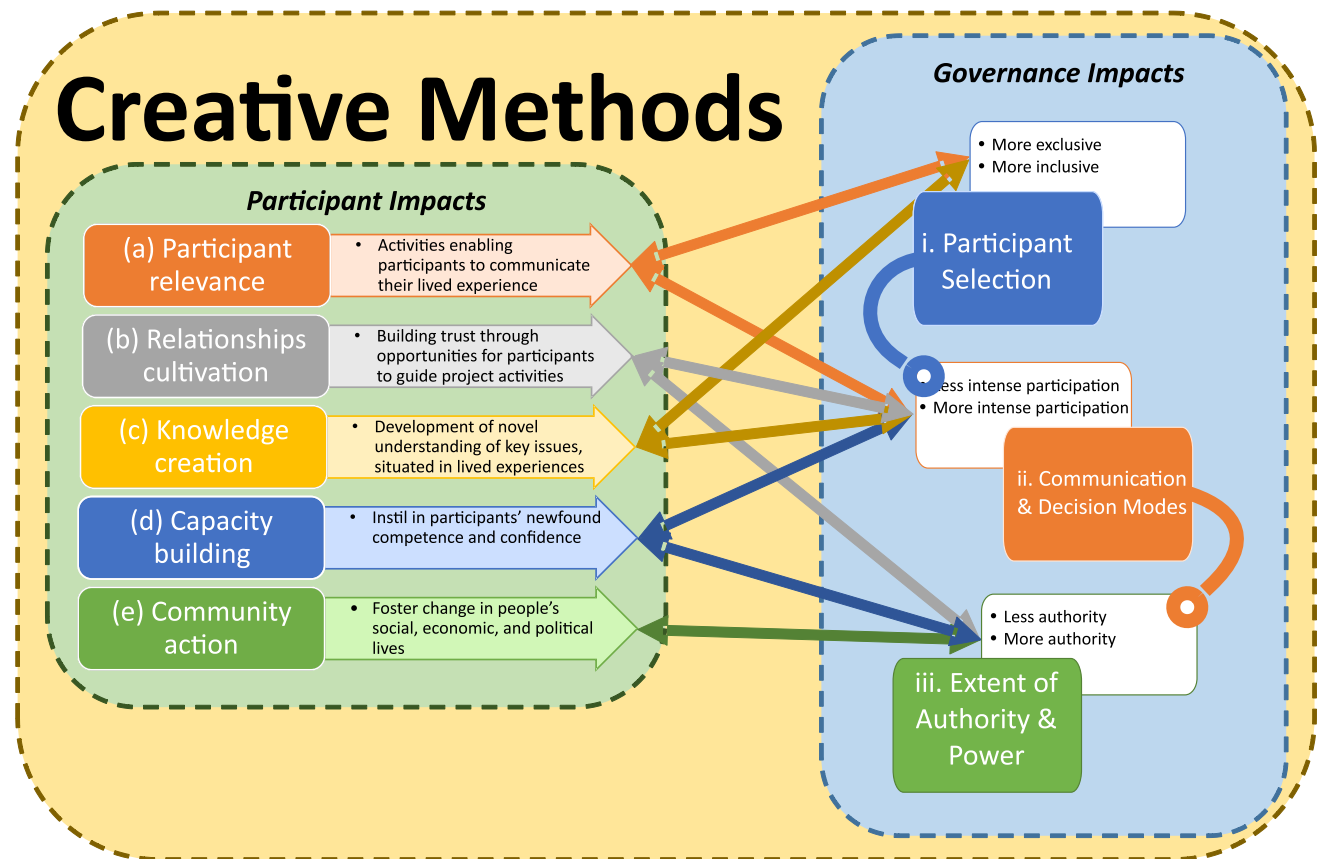 Creative Methods
Participant Impacts
(a) Participant
relevance
• Activities enabling
participants to communicate
their lived experience
(b) Relationships
cultivation
• Building trust through
opportunities for participants
to guide project activities
(c) Knowledge
creation
• Development of novel
understanding of key issues,
situated in lived experiences
(d) Capacity
building
• Instil in participants’ newfound
competence and confidence
(e) Community
action
• Foster change in people’s
social, economic, and political
lives
Governance Impacts
• More exclusive
• More inclusive
i. Participant
Selection
Less intense participation
• More intense participation
ii. Communication
& Decision Modes
• Less authority
• More authority
iii. Extent of
Authority &
Power